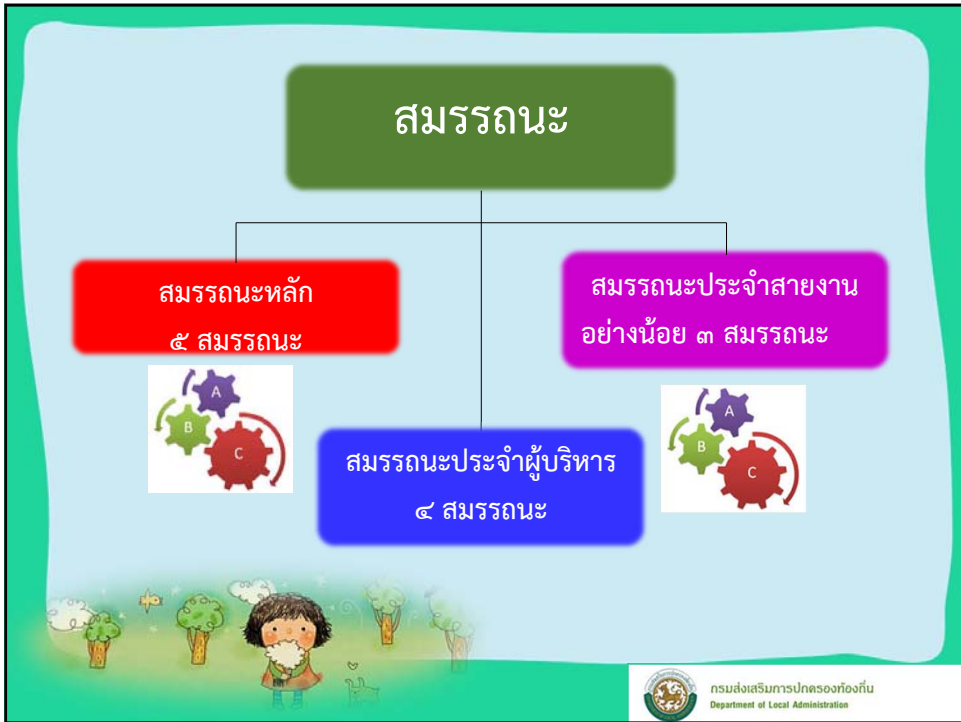 สมรรถนะ
สมรรถนะหลัก
๕ สมรรถนะ
สมรรถนะประจำสายงาน
อย่างน้อย ๓ สมรรถนะ
A
B
C
A
B
C
สมรรถนะประจำผู้บริหาร
๔ สมรรถนะ
กรมส่งเสริมการปกครองท้องถิ่น
Department of Local Administration